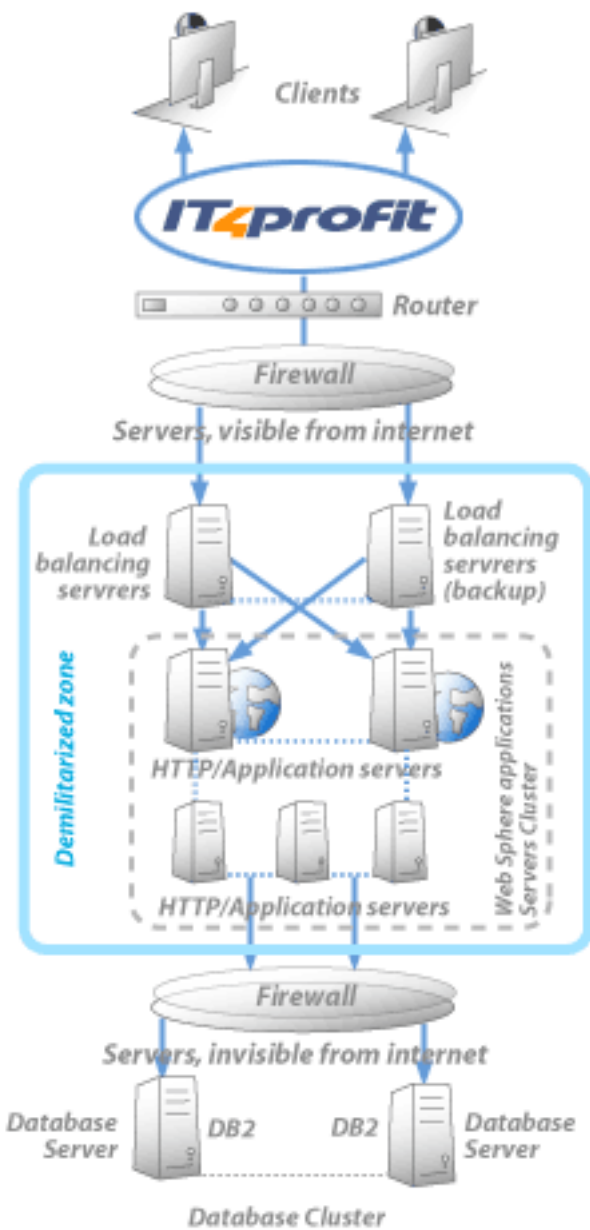 Clients
IT4profit
Router
Firewall
Servers, visible from internet
Load
balancing
servrers
Load
balancing
servrers
(backup)
Demilitarized zone
HTTP/Application servers
Web Sphere applications
Servers Cluster
HTTP/Application servers
Firewall
Servers, invisible from internet
Database
Server
DB2
DB2
Database
Server
Database Cluster